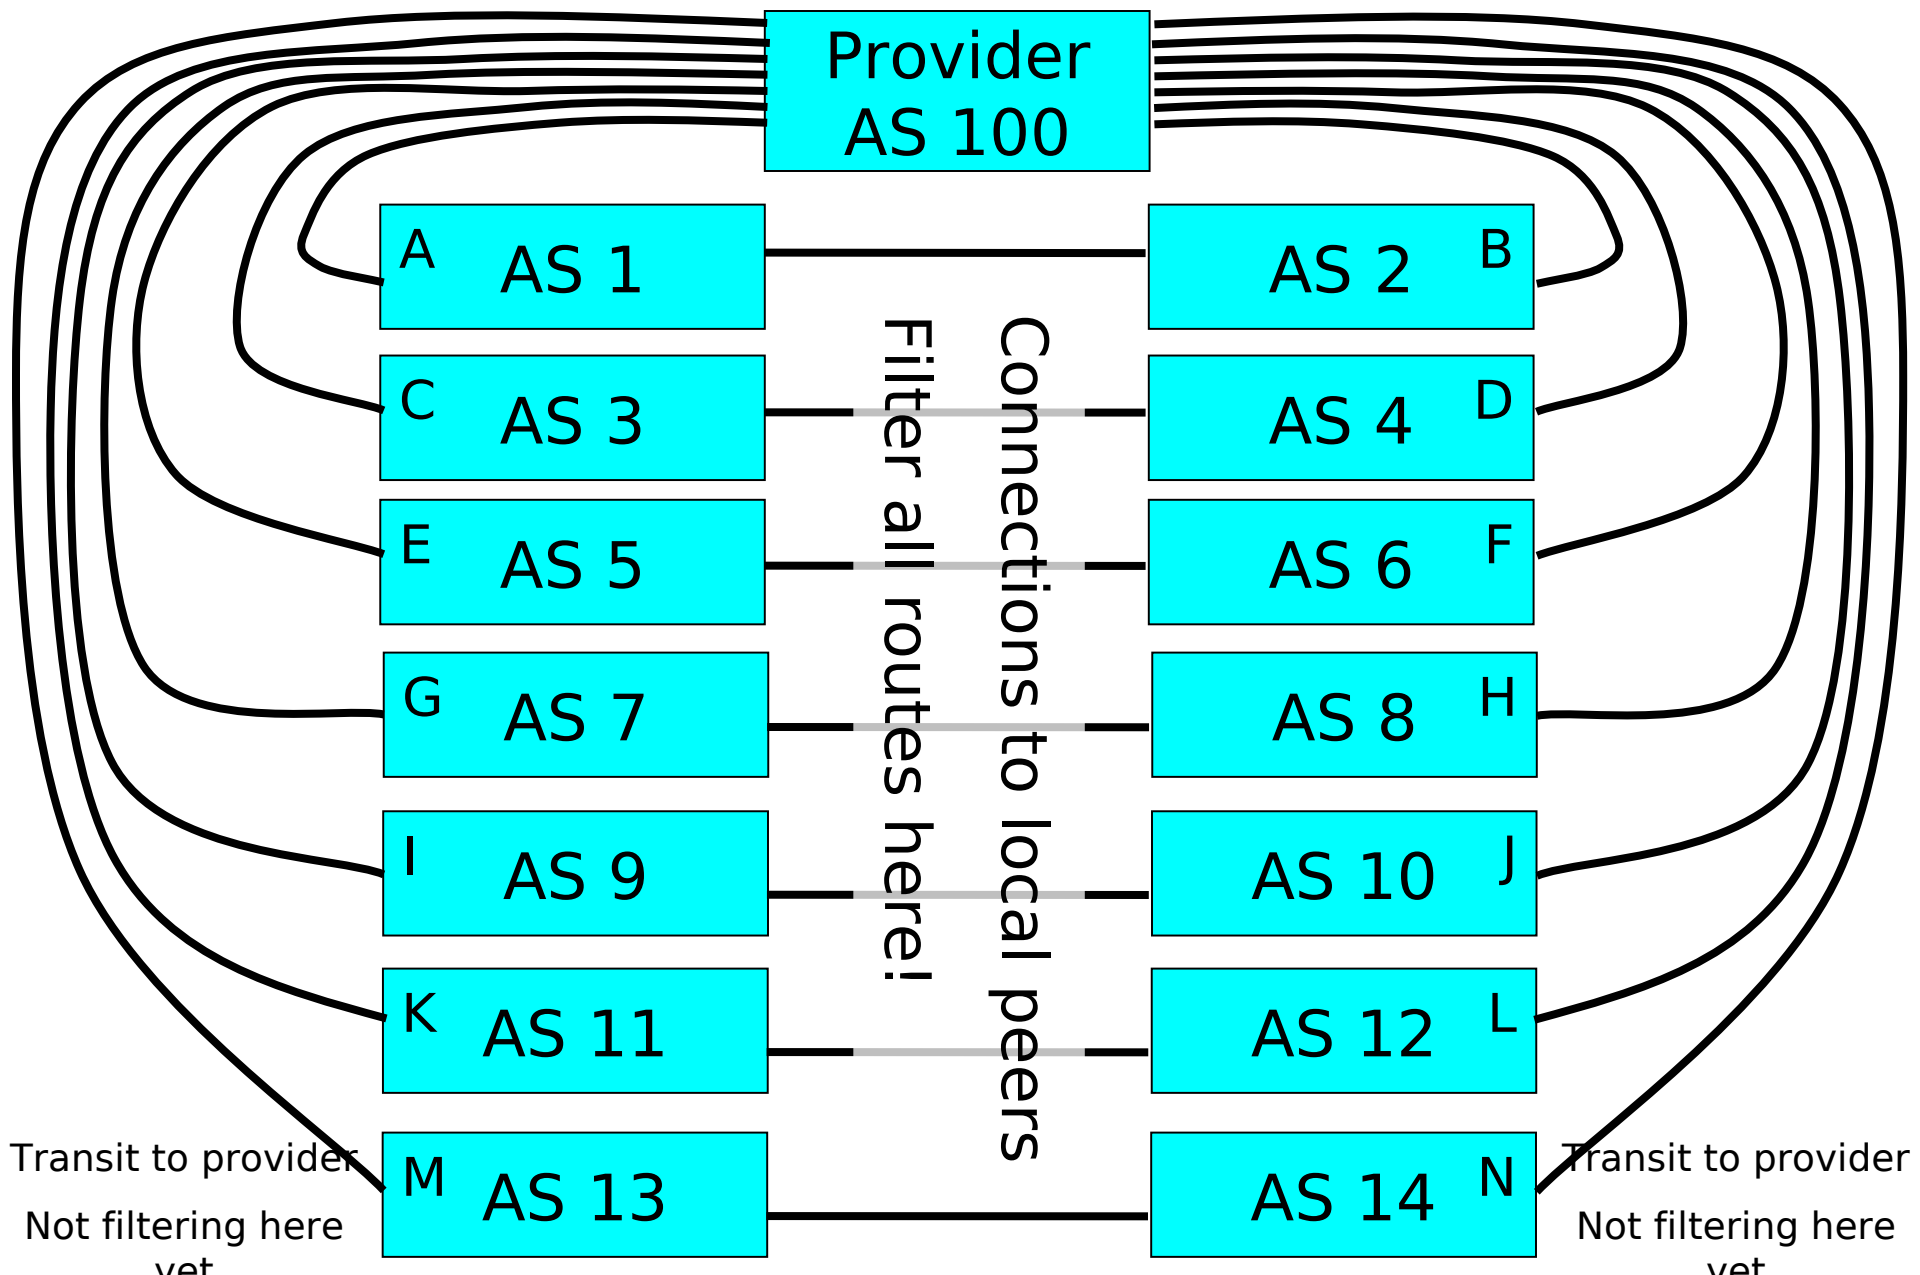 Provider
AS 100
A AS 1
AS 2 B
C AS 3
AS 4 D
E AS 5
AS 6 F
G AS 7
AS 8 H
I AS 9
AS 10 J
K AS 11
AS 12 L
M AS 13
AS 14 N
Connections to local peers
Filter all routes here!
Transit to provider
Not filtering here
yet
Transit to provider
Not filtering here
yet